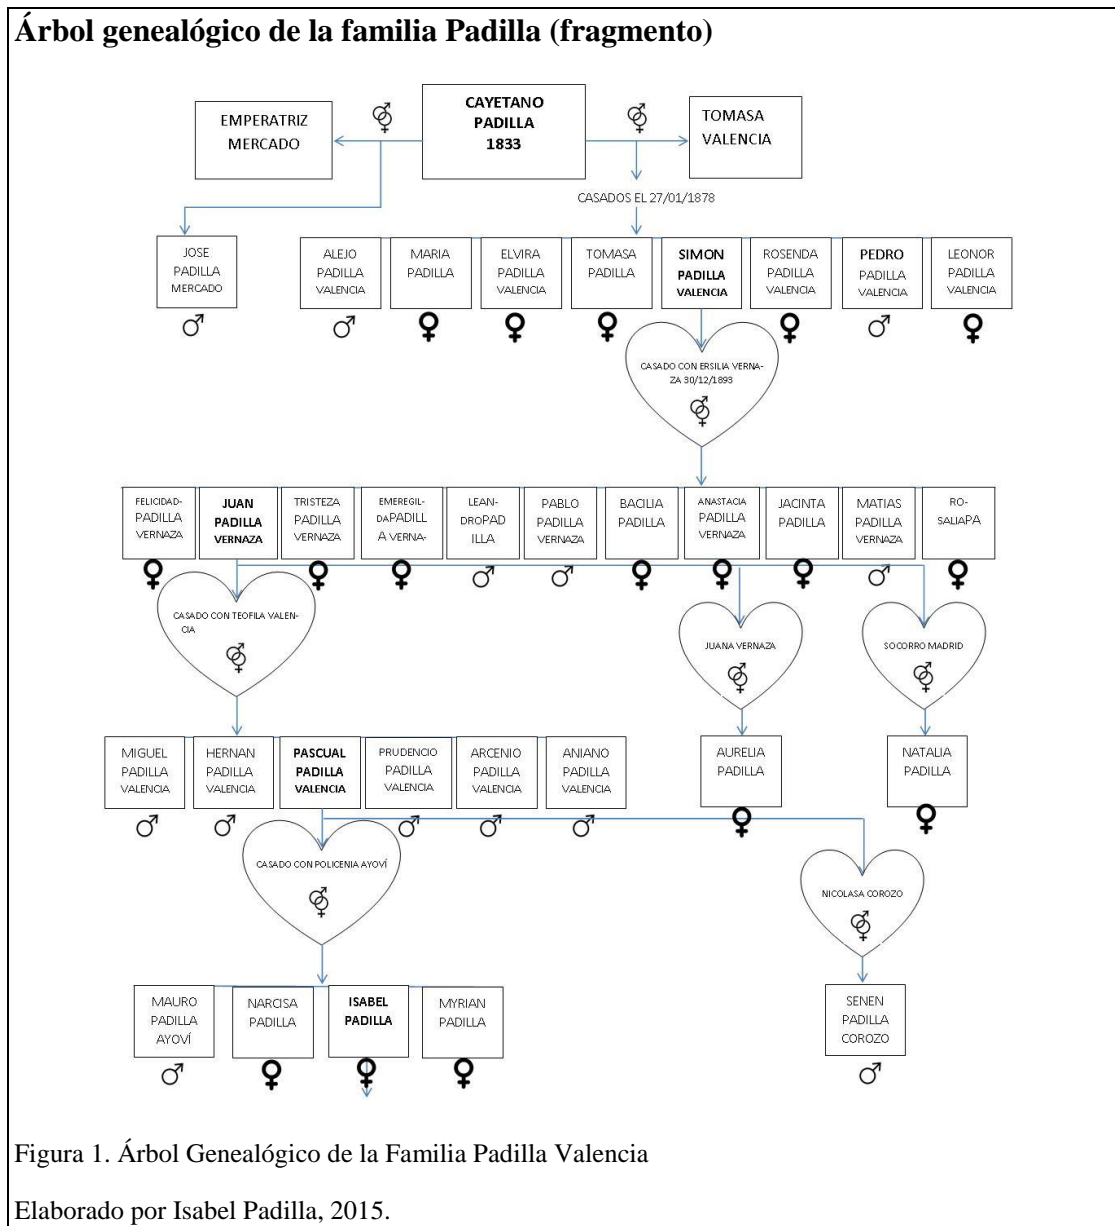 Árbol genealógico de la familia Padilla (fragmento)
EMPERATRIZ
MERCADO
CAYETANO
PADILLA
1833
TOMASA
VALENCIA
CASADOS EL 27/01/1878
JOSE
PADILLA
MERCADO
ALEJO
PADILLA
VALENCIA
MARIA
PADILLA
ELVIRA
PADILLA
VALENCIA
TOMASA
PADILLA
SIMON
PADILLA
VALENCIA
ROSENDA
PADILLA
VALENCIA
PEDRO
PADILLA
VALENCIA
LEONOR
PADILLA
VALENCIA
CASADO CON ERSILIA VERNA-
ZA 30/12/1893
FELICIDAD-
PADILLA
VERNAZA
JUAN
PADILLA
VERNAZA
TRISTEZA
PADILLA
VERNAZA
EMEREGIL-
DAPADILL
A VERNA-
LEAN-
DROPAD
ILLA
PABLO
PADILLA
VERNAZA
BACILIA
PADILLA
ANASTACIA
PADILLA
VERNAZA
JACINTA
PADILLA
MATIAS
PADILLA
VERNAZA
RO-
SALIAPA
CASADO CON TEOFILA VALEN-
CIA
JUANA VERNAZA
SOCORRO MADRID
MIGUEL
PADILLA
VALENCIA
HERNAN
PADILLA
VALENCIA
PASCUAL
PADILLA
VALENCIA
PRUDENCIO
PADILLA
VALENCIA
ARCENIO
PADILLA
VALENCIA
ANIANO
PADILLA
VALENCIA
AURELIA
PADILLA
NATALIA
PADILLA
CASADO CON POLICENIA AYOVÍ
NICOLASA COROZO
MAURO
PADILLA
AYOVÍ
NARCISA
PADILLA
ISABEL
PADILLA
MYRIAN
PADILLA
SENEN
PADILLA
COROZO
Figura 1. Árbol Genealógico de la Familia Padilla Valencia
Elaborado por Isabel Padilla, 2015.